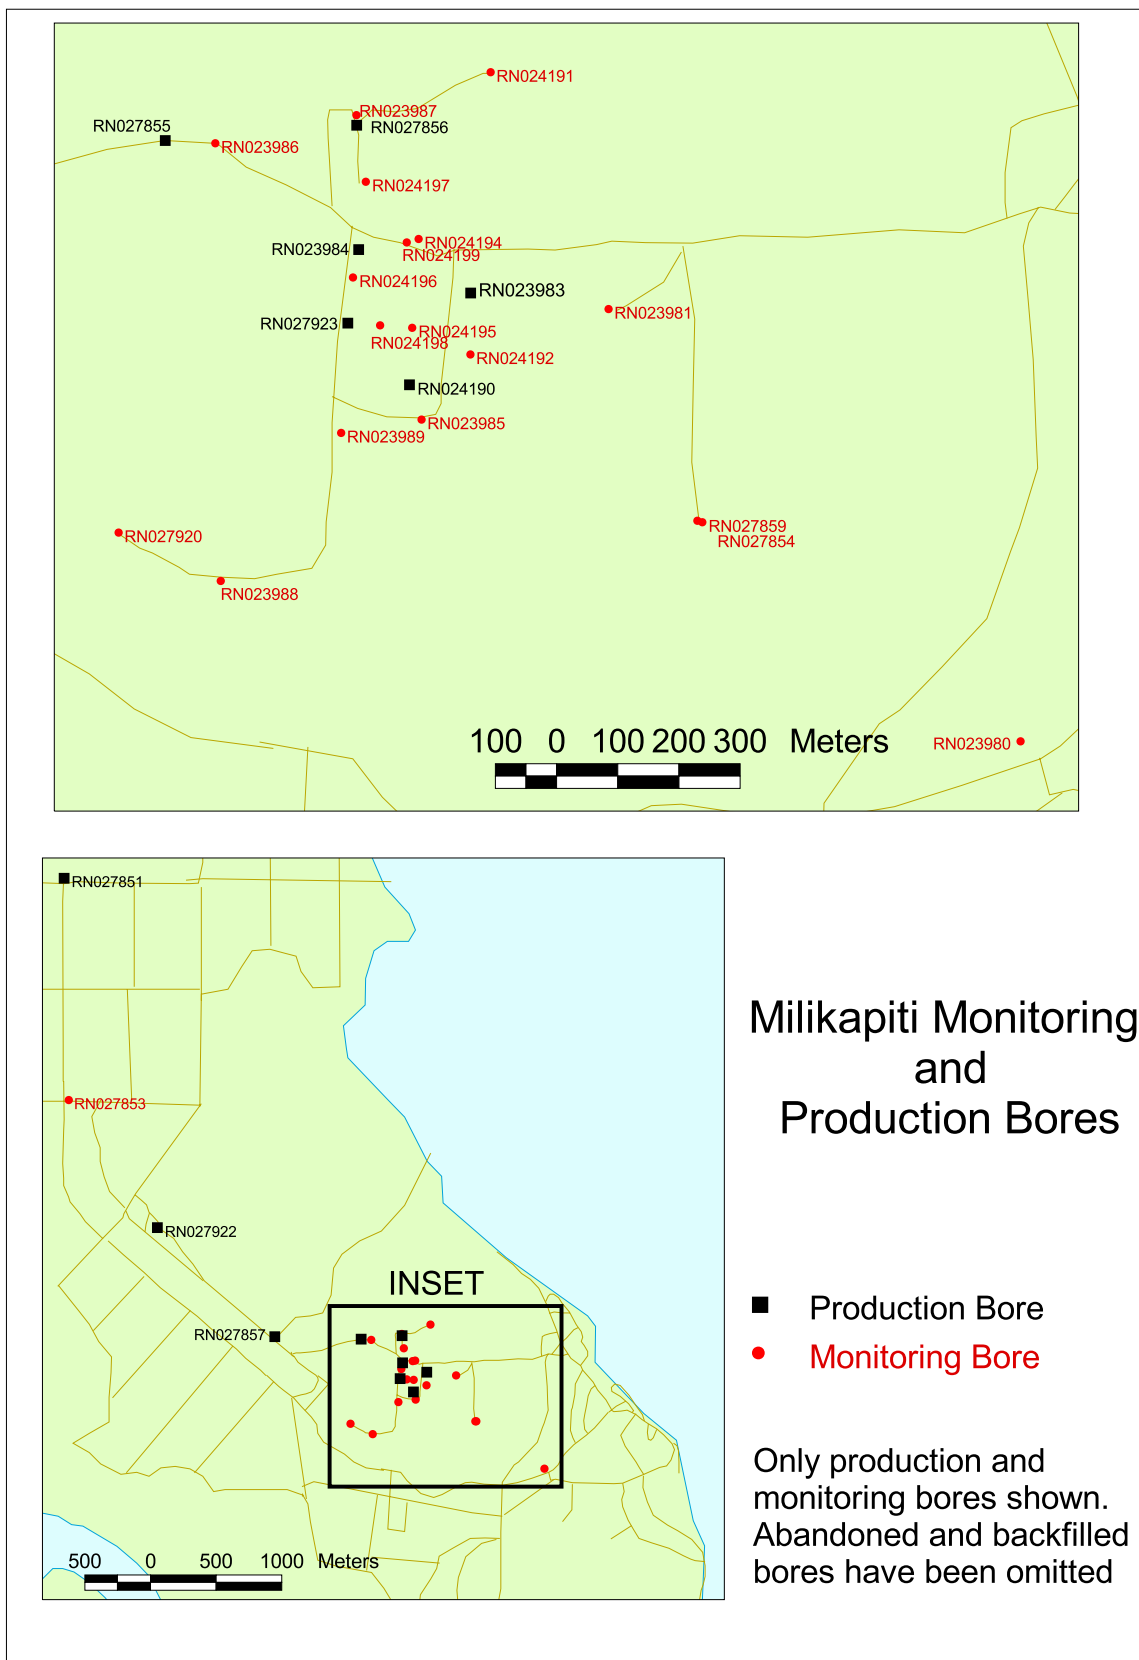 RN024191
RN023987
RN027855
RN027856
RN023986
RN024197
RN024194
RN023984
RN024199
RN024196
RN023983
RN023981
RN027923
RN024195
RN024198
RN024192
RN024190
RN023985
RN023989
RN027859
RN027920
RN027854
RN023988
100 0 100 200 300 Meters
RN023980
RN027851
RN027853
RN027922
INSET
RN027857
500 0 500 1000 Meters
Milikapiti Monitoring
and
Production Bores
Production Bore
Monitoring Bore
Only production and
monitoring bores shown.
Abandoned and backfilled
bores have been omitted